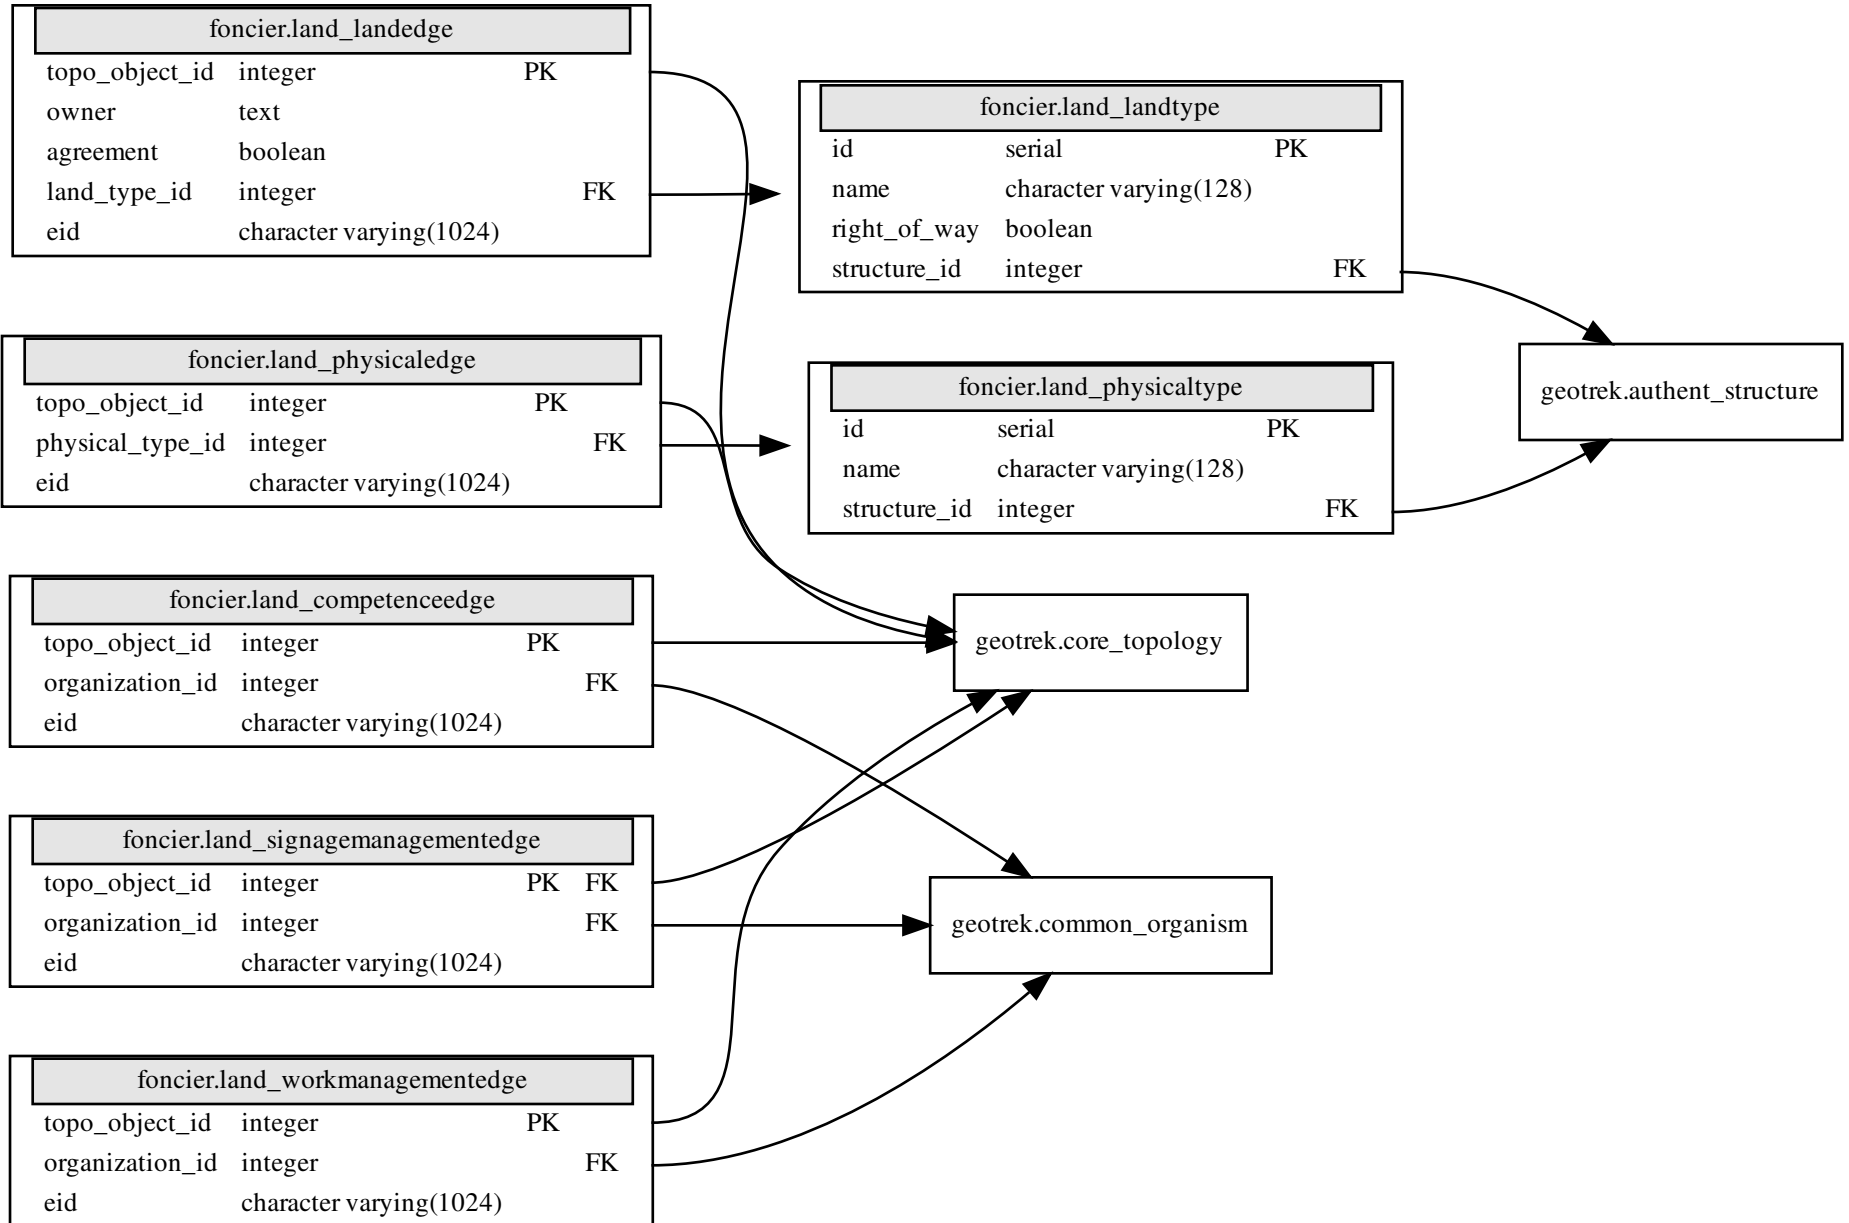 foncier.land_landedge
topo_object_id integer PK
owner text
agreement boolean
land_type_id integer FK
eid character varying(1024)
foncier.land_landtype
id serial PK
name character varying(128)
right_of_way boolean
structure_id integer FK
foncier.land_physicaledge
topo_object_id integer PK
physical_type_id integer FK
eid character varying(1024)
foncier.land_physicaltype
id serial PK
name character varying(128)
structure_id integer FK
geotrek.authent_structure
foncier.land_competenceedge
topo_object_id integer PK
organization_id integer FK
eid character varying(1024)
geotrek.core_topology
foncier.land_signagemanagementedge
topo_object_id integer PK FK
organization_id integer FK
eid character varying(1024)
geotrek.common_organism
foncier.land_workmanagementedge
topo_object_id integer PK
organization_id integer FK
eid character varying(1024)